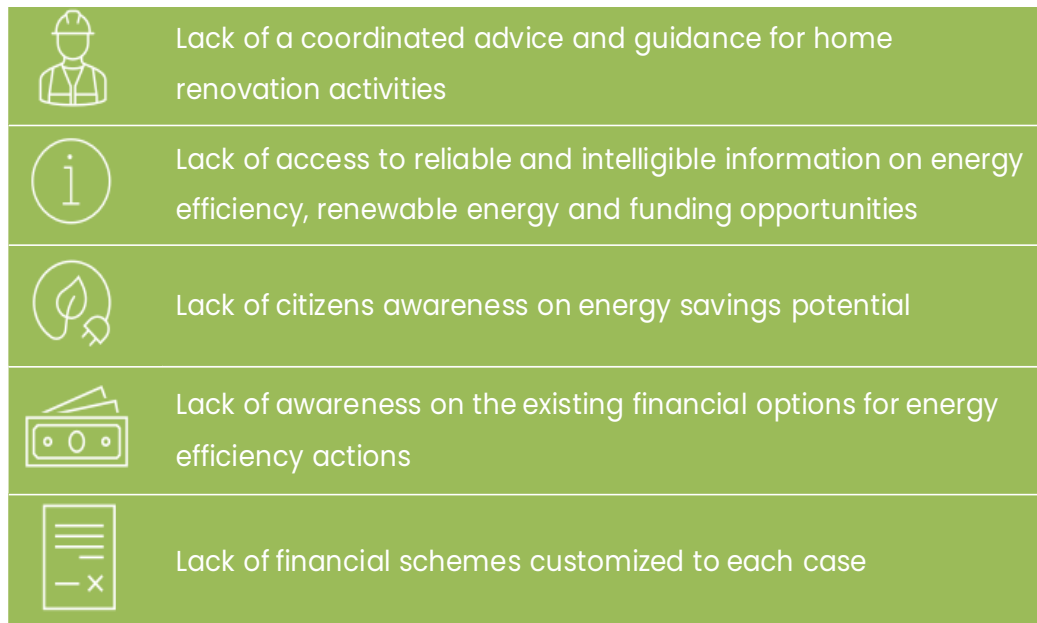 Lack of a coordinated advice and guidance for home
renovation activities
Lack of access to reliable and intelligible information on energy
efficiency, renewable energy and funding opportunities
Lack of citizens awareness on energy savings potential
Lack of awareness on the existing financial options for energy
efficiency actions
Lack of financial schemes customized to each case